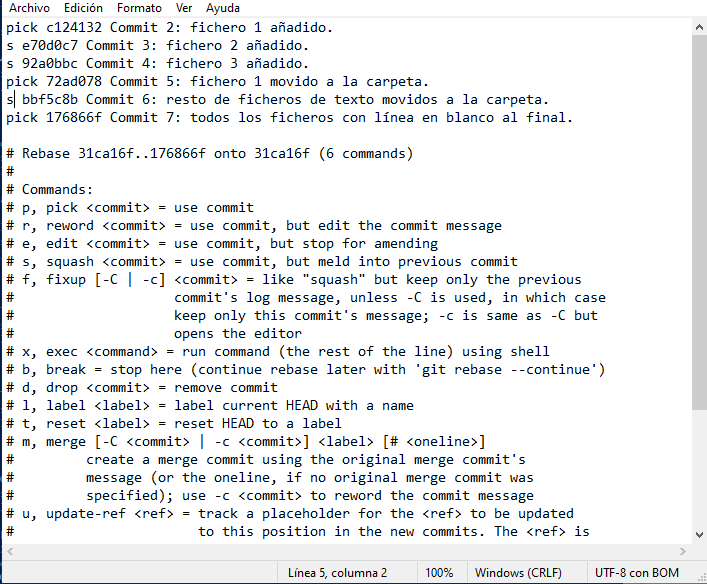 Archivo Edición Formato Ver Ayuda
pick c124132 Commit 2: fichero 1 añadido.
s e70d0c7 Commit 3: fichero 2 añadido.
s 92a0bbc Commit 4: fichero 3 añadido.
pick 72ad078 Commit 5: fichero 1 movido a la carpeta.
s bbf5c8b Commit 6: resto de ficheros de texto movidos a la carpeta.
pick 176866f Commit 7: todos los ficheros con línea en blanco al final.

# Rebase 31ca16f..176866f onto 31ca16f (6 commands)
#
# Commands:
# p, pick <commit> = use commit
# r, reword <commit> = use commit, but edit the commit message
# e, edit <commit> = use commit, but stop for amending
# s, squash <commit> = use commit, but meld into previous commit
# f, fixup [-C | -c] <commit> = like "squash" but keep only the previous
#                    commit's log message, unless -C is used, in which case
#                    keep only this commit's message; -c is same as -C but
#                    opens the editor
# x, exec <command> = run command (the rest of the line) using shell
# b, break = stop here (continue rebase later with 'git rebase --continue')
# d, drop <commit> = remove commit
# l, label <label> = label current HEAD with a name
# t, reset <label> = reset HEAD to a label
# m, merge [-C <commit> | -c <commit>] <label> [# <oneline>]
#         create a merge commit using the original merge commit's
#         message (or the oneline, if no original merge commit was
#         specified); use -c <commit> to reword the commit message
# u, update-ref <ref> = track a placeholder for the <ref> to be updated
#                       to this position in the new commits. The <ref> is
Línea 5, columna 2 100% Windows (CRLF) UTF-8 con BOM